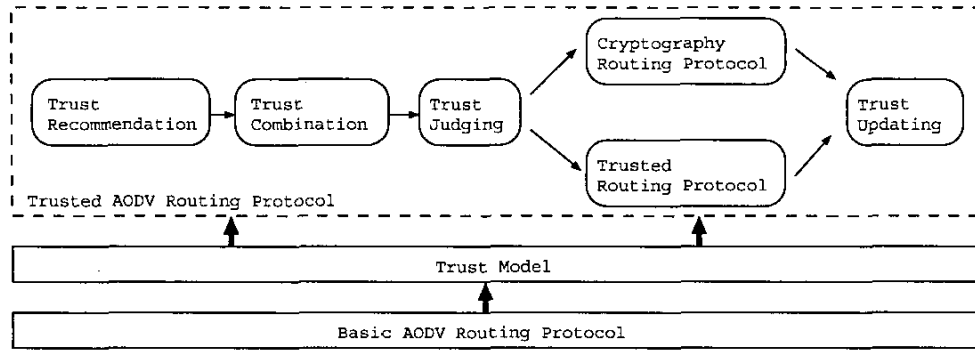 Cryptography
Routing Protocol
Trust
Recommendation
Trust
Combination
Trust
Judging
Trust
Updating
Trusted
Routing Protocol
Trusted AODV Routing Protocol
Trust Model
Basic AODV Routing Protocol